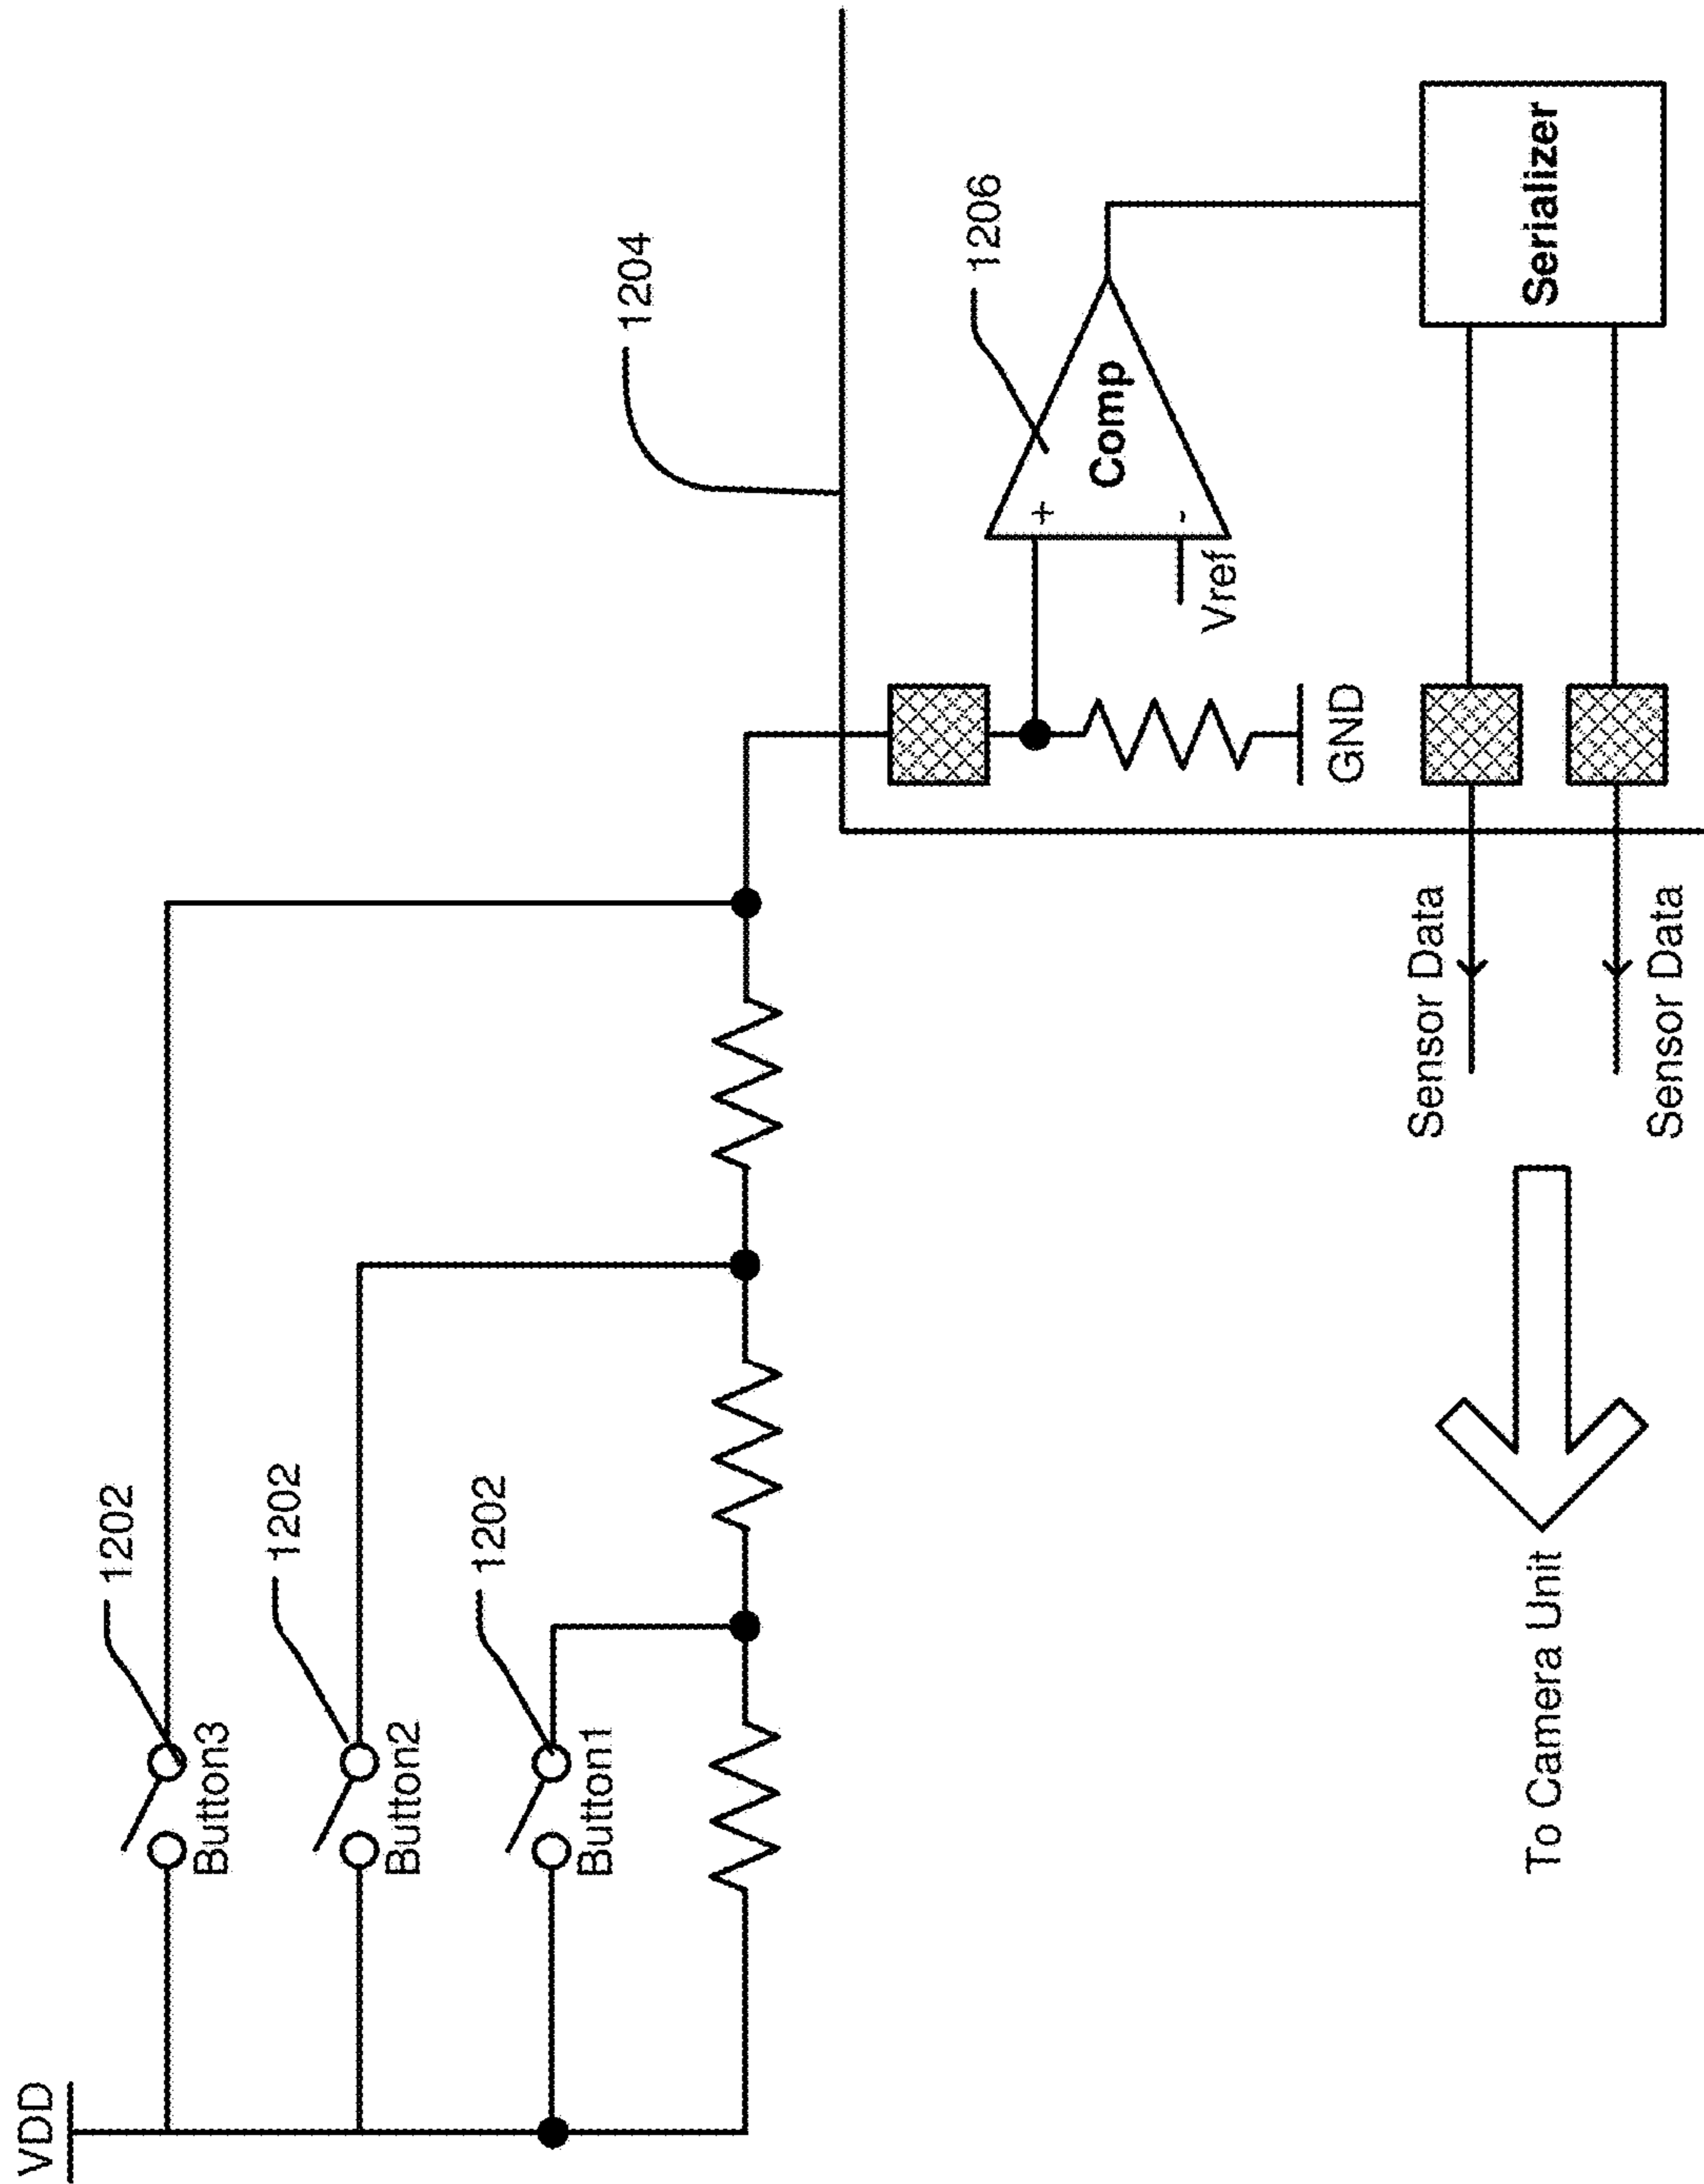 VDD
1202
Button3
1202
Button2
1202
Button1
1204
1206
+
Comp
-
Vref
GND
Serializer
Sensor Data
Sensor Data
To Camera Unit